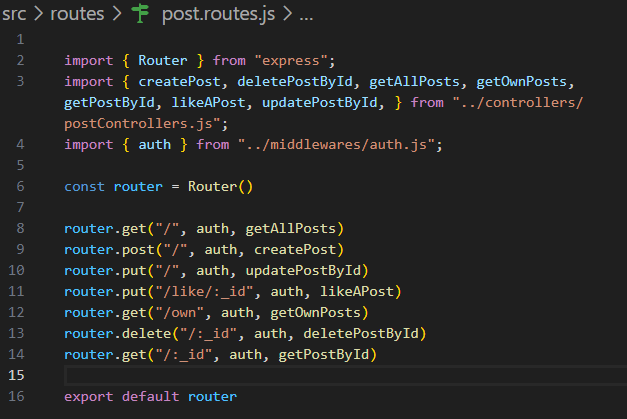 src > routes > post.routes.js > ...
1
2 import { Router } from "express";
3 import { createPost, deletePostById, getAllPosts, getOwnPosts,
getPostById, likeAPost, updatePostById, } from "../controllers/
postControllers.js";
4 import { auth } from "../middlewares/auth.js";
5
6 const router = Router()
7
8 router.get("/", auth, getAllPosts)
9 router.post("/", auth, createPost)
10 router.put("/", auth, updatePostById)
11 router.put("/like/:_id", auth, likeAPost)
12 router.get("/own", auth, getOwnPosts)
13 router.delete("/:_id", auth, deletePostById)
14 router.get("/:_id", auth, getPostById)
15
16 export default router